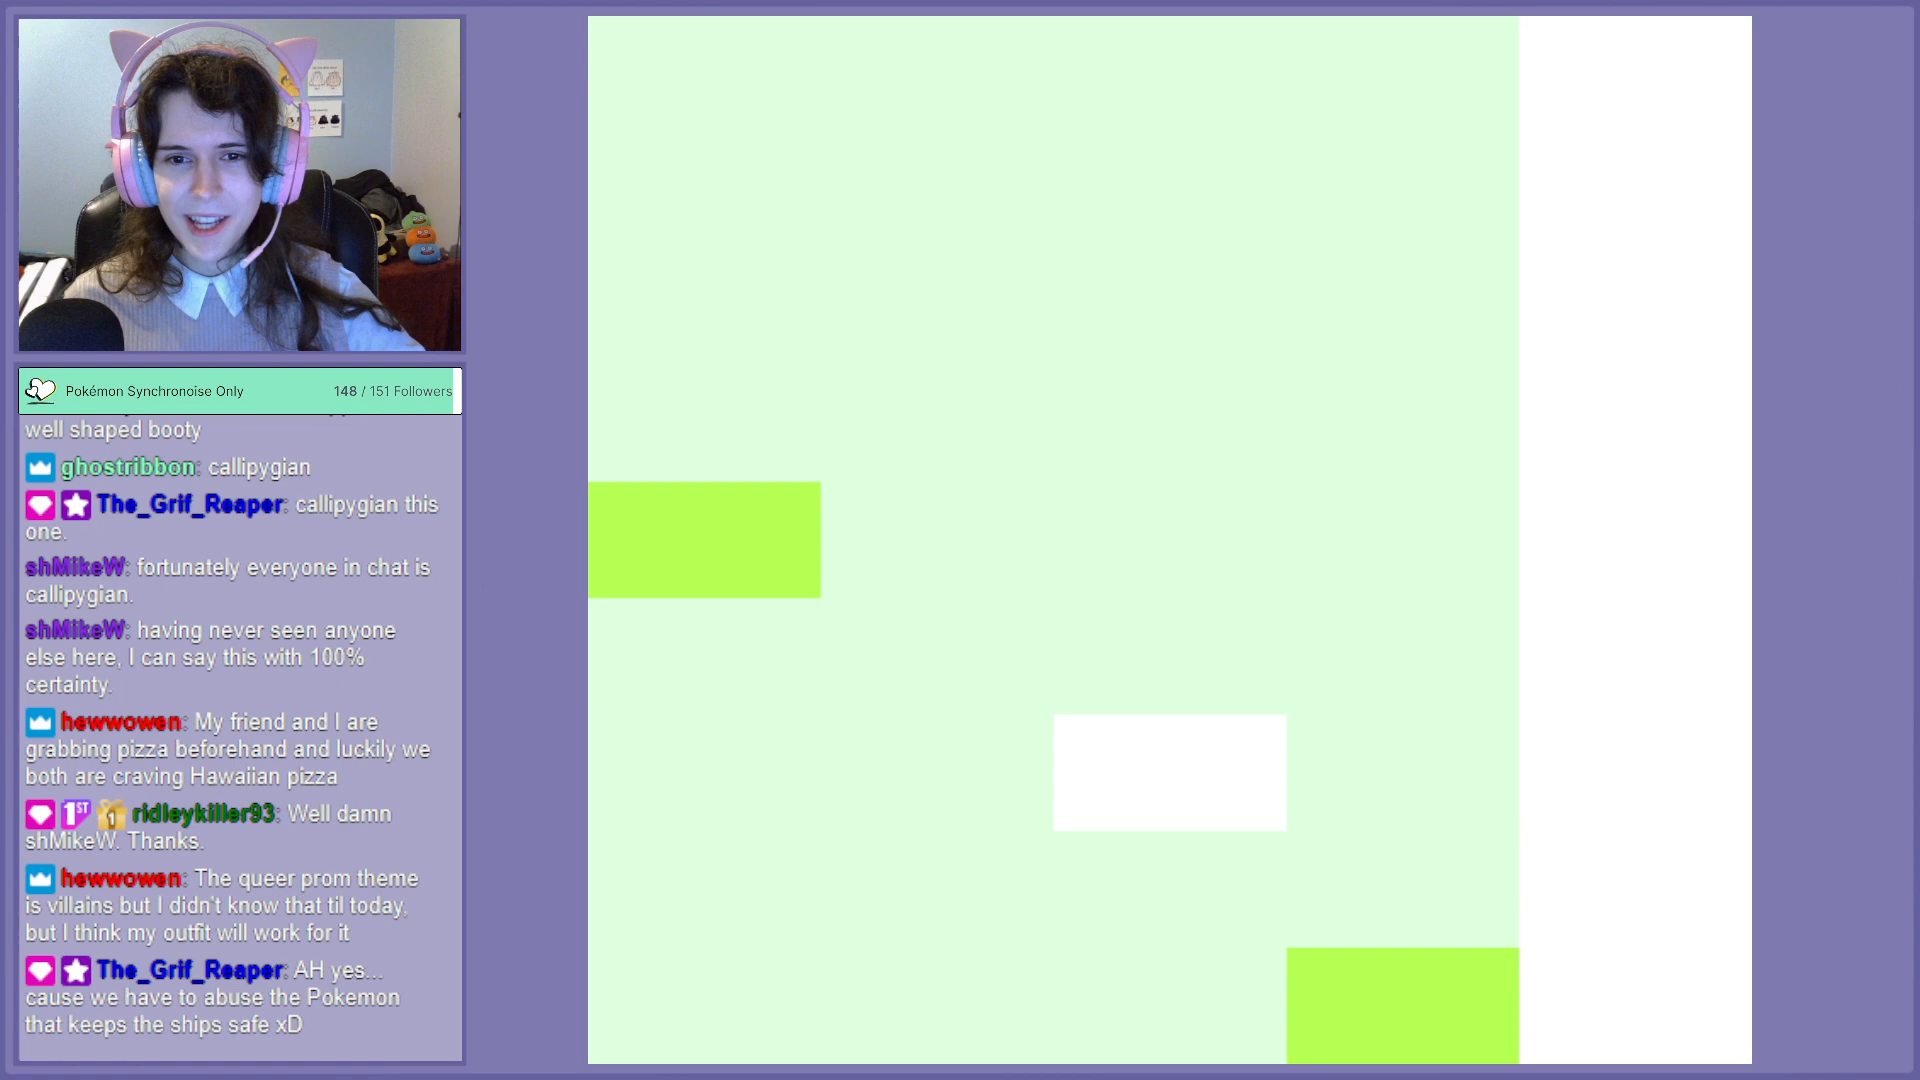 Pokémon Synchronoise Only 148 / 151 Followers
well shaped booty
ghostribbon: callipygian
1ST 1
The_Grif_Reaper: callipygian this
one.
shMikeW: fortunately everyone in chat is
callipygian.
shMikeW: having never seen anyone
else here, I can say this with 100%
certainty.
hewwowen: My friend and I are
grabbing pizza beforehand and luckily we
both are craving Hawaiian pizza
ridleykiller93: Well damn
shMikeW. Thanks.
hewwowen: The queer prom theme
is villains but I didn't know that til today,
but I think my outfit will work for it
The_Grif_Reaper: AH yes...
cause we have to abuse the Pokemon
that keeps the ships safe xD